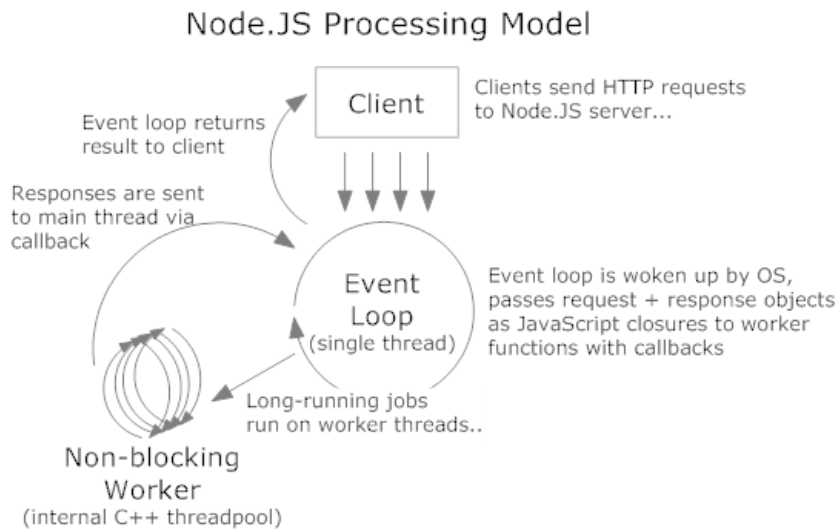 Node.JS Processing Model
Client
Clients send HTTP requests
to Node.JS server...
Event loop returns
result to client
Responses are sent
to main thread via
callback
Event
Loop
(single thread)
Event loop is woken up by OS,
passes request + response objects
as JavaScript closures to worker
functions with callbacks
Long-running jobs
run on worker threads..
Non-blocking
Worker
(internal C++ threadpool)